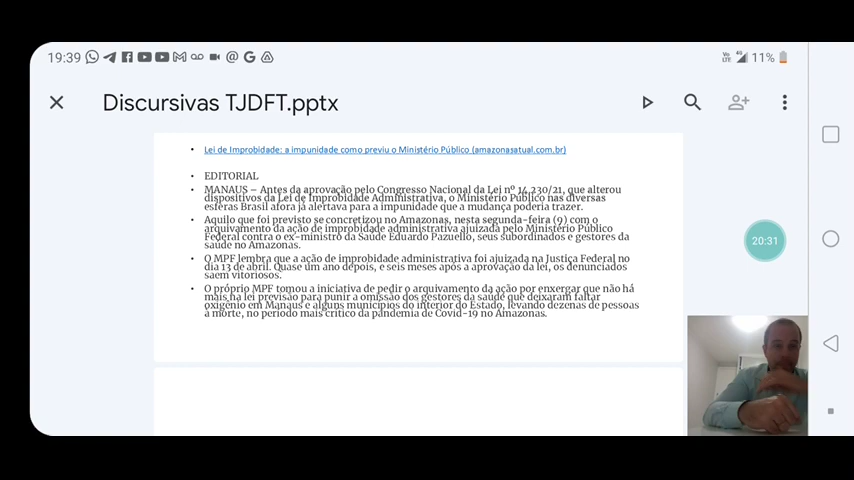 19:39
11%
Discursivas TJDFT.pptx
Lei de Improbidade: a impunidade como previu o Ministério Público (amazonasatual.com.br)
EDITORIAL
MANAUS – Antes da aprovação pelo Congresso Nacional da Lei nº 14.230/21, que alterou
dispositivos da Lei de Improbidade Administrativa, o Ministério Público nas diversas
esferas Brasil afora já alertava para a impunidade que a mudança poderia trazer.
Aquilo que foi previsto se concretizou no Amazonas, nesta segunda-feira (9) com o
arquivamento da ação de improbidade administrativa ajuizada pelo Ministério Público
Federal contra o ex-ministro da Saúde Eduardo Pazuello, seus subordinados e gestores da
saúde no Amazonas.
O MPF lembra que a ação de improbidade administrativa foi ajuizada na Justiça Federal no
dia 13 de abril. Quase um ano depois, e seis meses após a aprovação da lei, os denunciados
saem vitoriosos.
O próprio MPF tomou a iniciativa de pedir o arquivamento da ação por enxergar que não há
mais na lei previsão para punir a omissão dos gestores da saúde que deixaram faltar
oxigênio em Manaus e alguns municípios do interior do Estado, levando dezenas de pessoas
à morte, no período mais crítico da pandemia de Covid-19 no Amazonas.
20:31